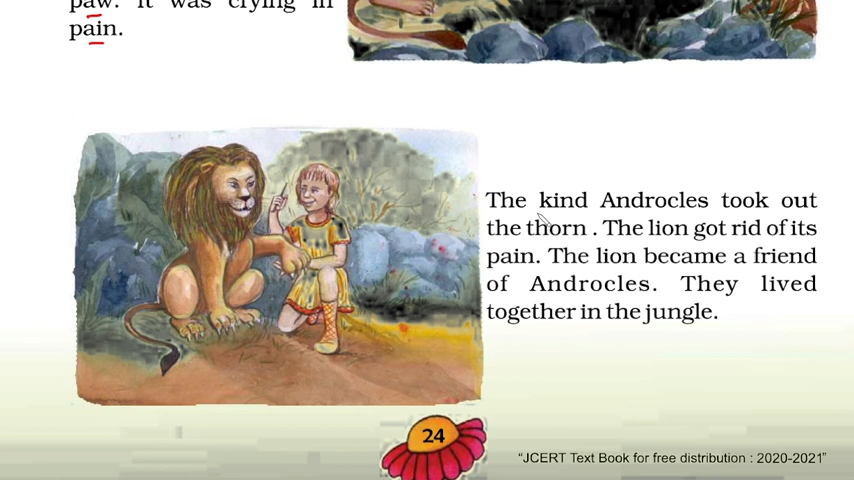 paw. It was crying in
pain.
The kind Androcles took out
the thorn . The lion got rid of its
pain. The lion became a friend
of Androcles. They lived
together in the jungle.
24
“JCERT Text Book for free distribution : 2020-2021”